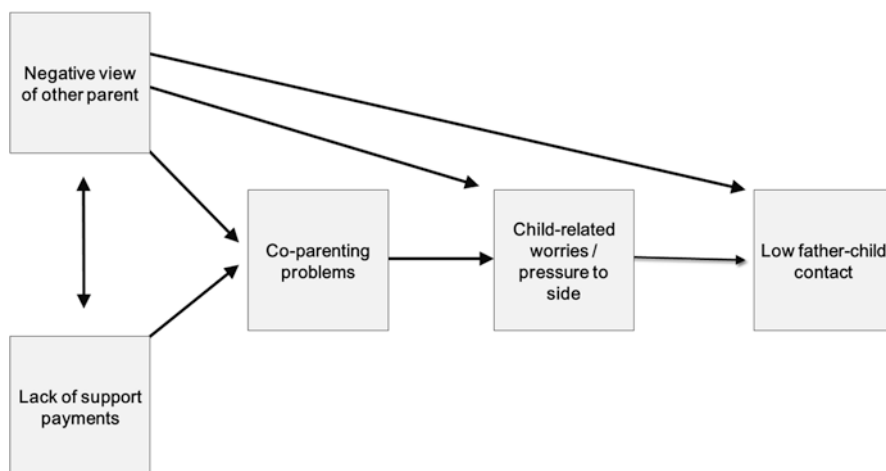 Negative view
of other parent
Co-parenting
problems
Child-related
worries /
pressure to
side
Low father-child
contact
Lack of support
payments